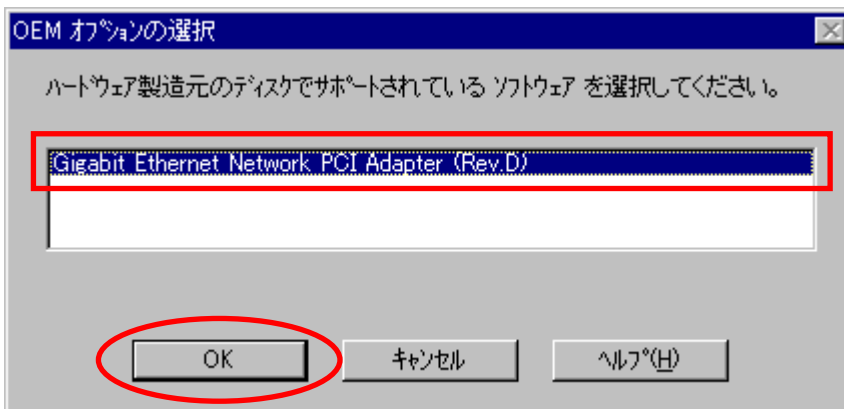 OEM ｵﾌﾟｼｮﾝの選択
ﾊｰﾄﾞｳｪｱ製造元のﾃﾞｨｽｸでｻﾎﾟｰﾄされている ｿﾌﾄｳｪｱ を選択してください。
Gigabit Ethernet Network PCI Adapter (Rev.D)
OK ｷｬﾝｾﾙ ﾍﾙﾌﾟ(H)